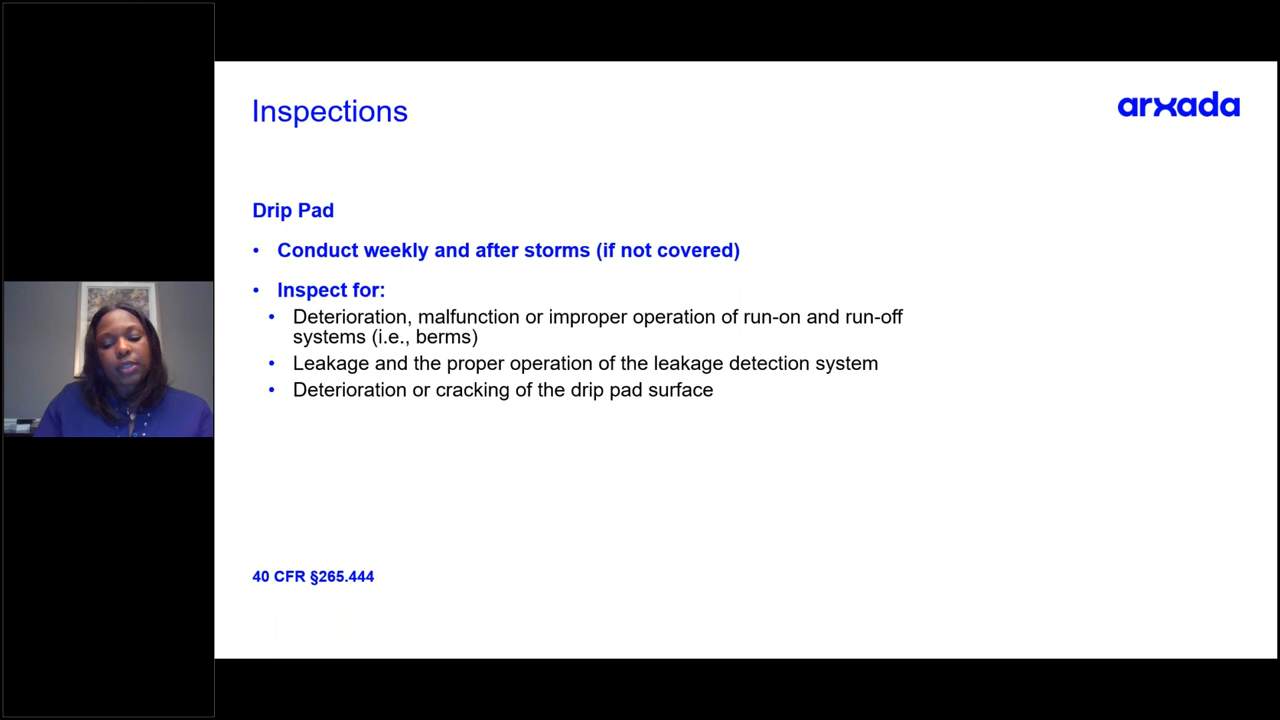 Inspections
arxada
Drip Pad
• Conduct weekly and after storms (if not covered)
• Inspect for:
• Deterioration, malfunction or improper operation of run-on and run-off
systems (i.e., berms)
• Leakage and the proper operation of the leakage detection system
• Deterioration or cracking of the drip pad surface
40 CFR §265.444